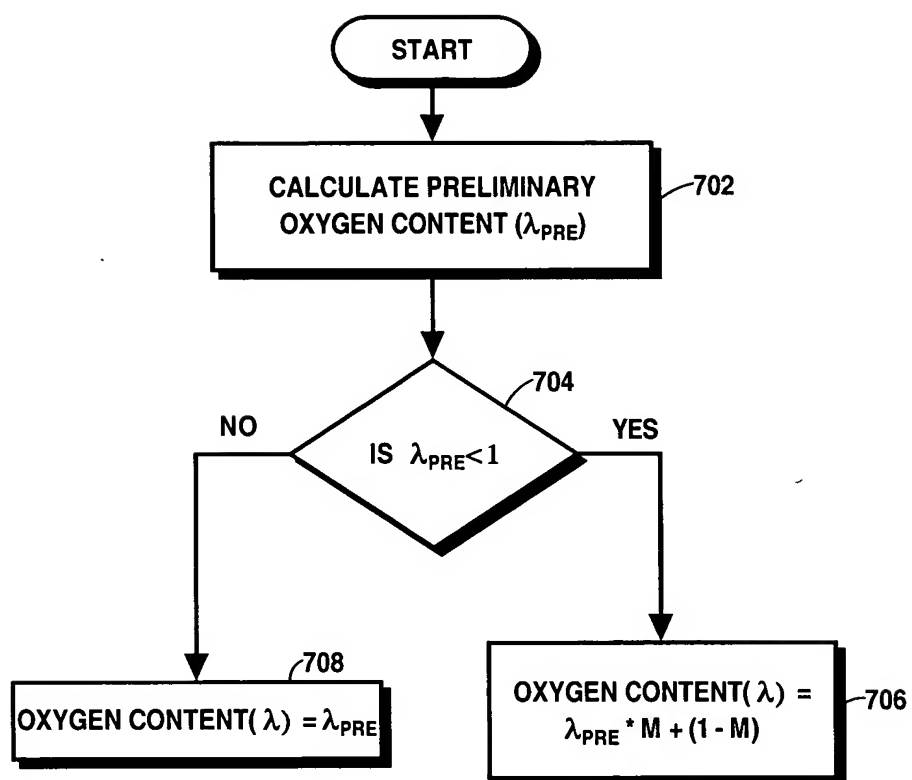 START
CALCULATE PRELIMINARY
OXYGEN CONTENT (λPRE)
702
704
NO
YES
IS λPRE<1
708
OXYGEN CONTENT( λ) = λPRE
OXYGEN CONTENT( λ) =
λPRE * M + (1 - M)
706